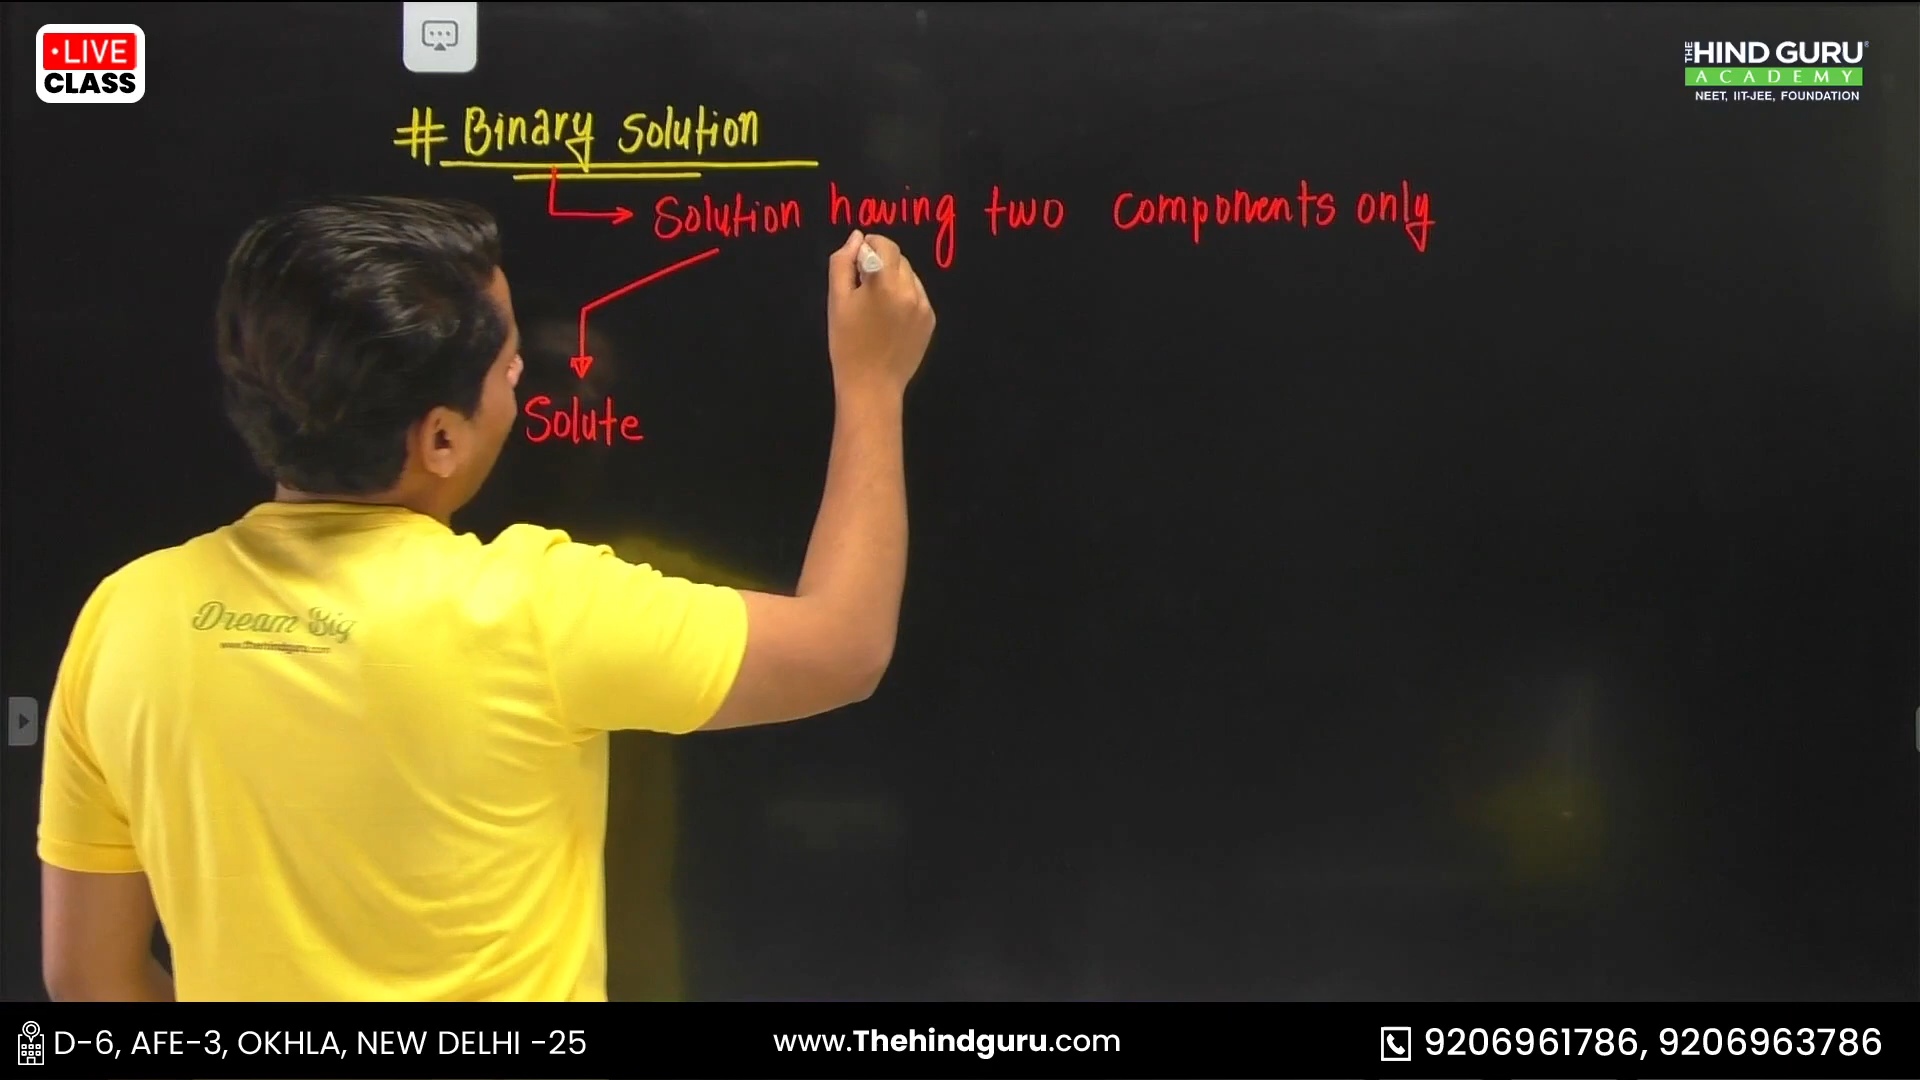 • LIVE
CLASS
THE HIND GURU
ACADEMY
NEET, IIT-JEE, FOUNDATION
# Binary solution
Solution having two components only
Solute
Dream Big
D-6, AFE-3, OKHLA, NEW DELHI -25
www.Thehindguru.com
9206961786, 9206963786